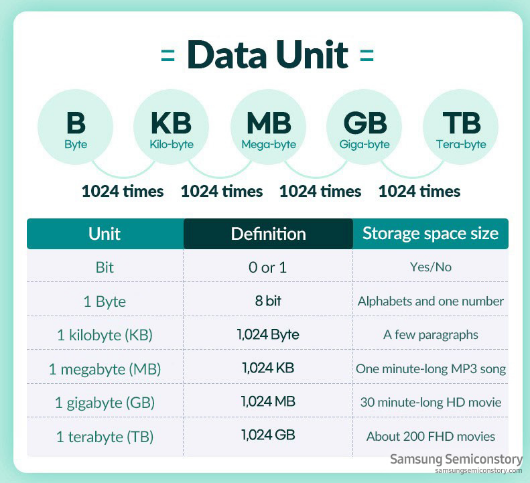 = Data Unit =
B KB MB GB TB
Byte Kilo-byte Mega-byte Giga-byte Tera-byte
1024 times 1024 times 1024 times 1024 times
Unit Definition Storage space size
Bit 0 or 1 Yes/No
1 Byte 8 bit Alphabets and one number
1 kilobyte (KB) 1,024 Byte A few paragraphs
1 megabyte (MB) 1,024 KB One minute-long MP3 song
1 gigabyte (GB) 1,024 MB 30 minute-long HD movie
1 terabyte (TB) 1,024 GB About 200 FHD movies
Samsung Semiconstory
samsungsemiconstory.com